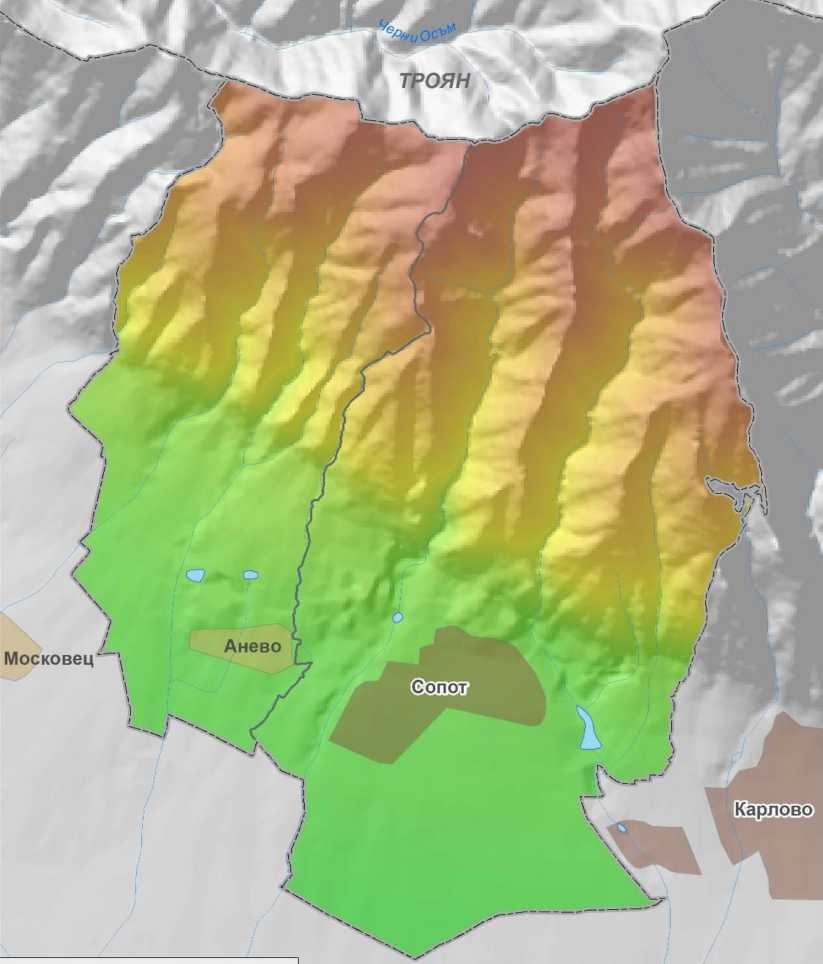 Черни Осъм
ТРОЯН
Анево
Московец
Сопот
Карлово